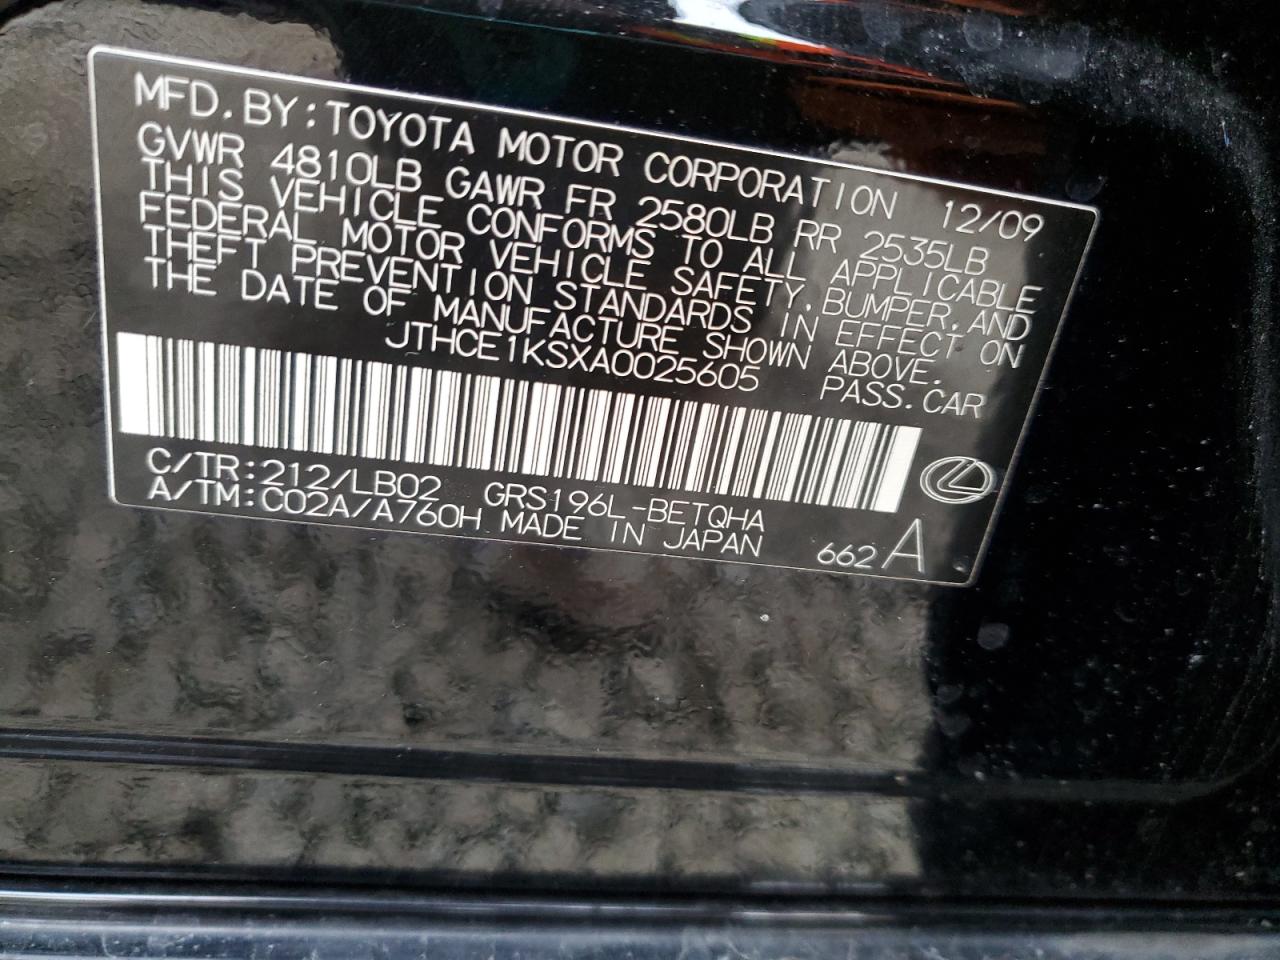 MFD. BY: TOYOTA MOTOR CORPORATION 12/09
GVWR 4810LB GAWR FR 2580LB RR 2535LB
THIS VEHICLE CONFORMS TO ALL APPLICABLE
FEDERAL MOTOR VEHICLE SAFETY, BUMPER, AND
THEFT PREVENTION STANDARDS IN EFFECT ON
THE DATE OF MANUFACTURE SHOWN ABOVE.
JTHCE1KSXA0025605 PASS. CAR
C/TR: 212/LB02 GRS196L-BETQHA
A/TM: C02A/A760H MADE IN JAPAN 662 A